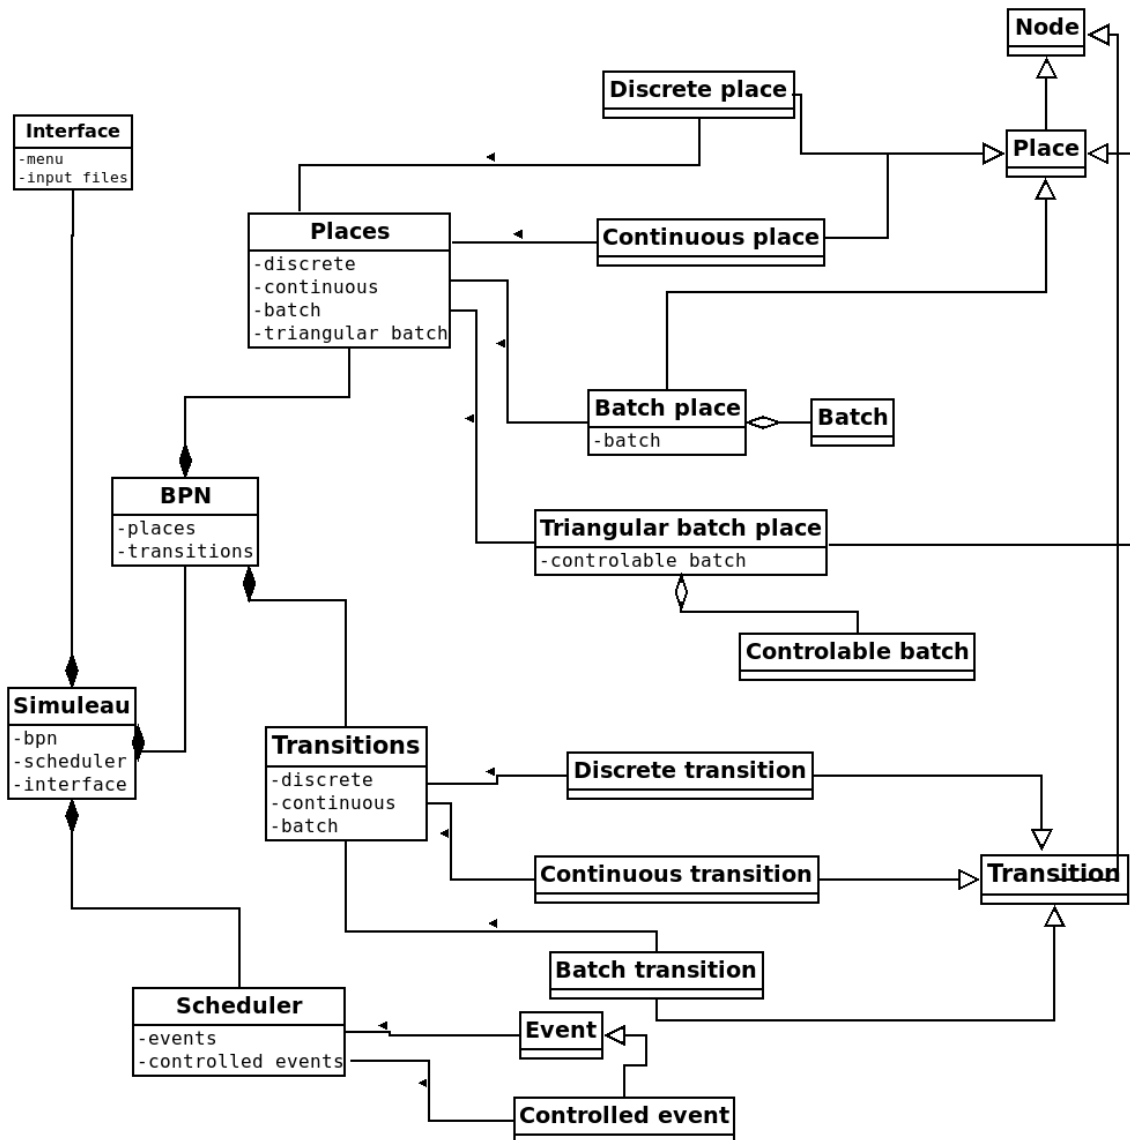 Node
Discrete place
Interface
-menu
-input files
Place
Places
-discrete
-continuous
-batch
-triangular batch
Continuous place
Batch place
-batch
Batch
BPN
-places
-transitions
Triangular batch place
-controlable batch
Controlable batch
Simuleau
-bpn
-scheduler
-interface
Transitions
-discrete
-continuous
-batch
Discrete transition
Continuous transition
Transition
Batch transition
Scheduler
-events
-controlled events
Event
Controlled event